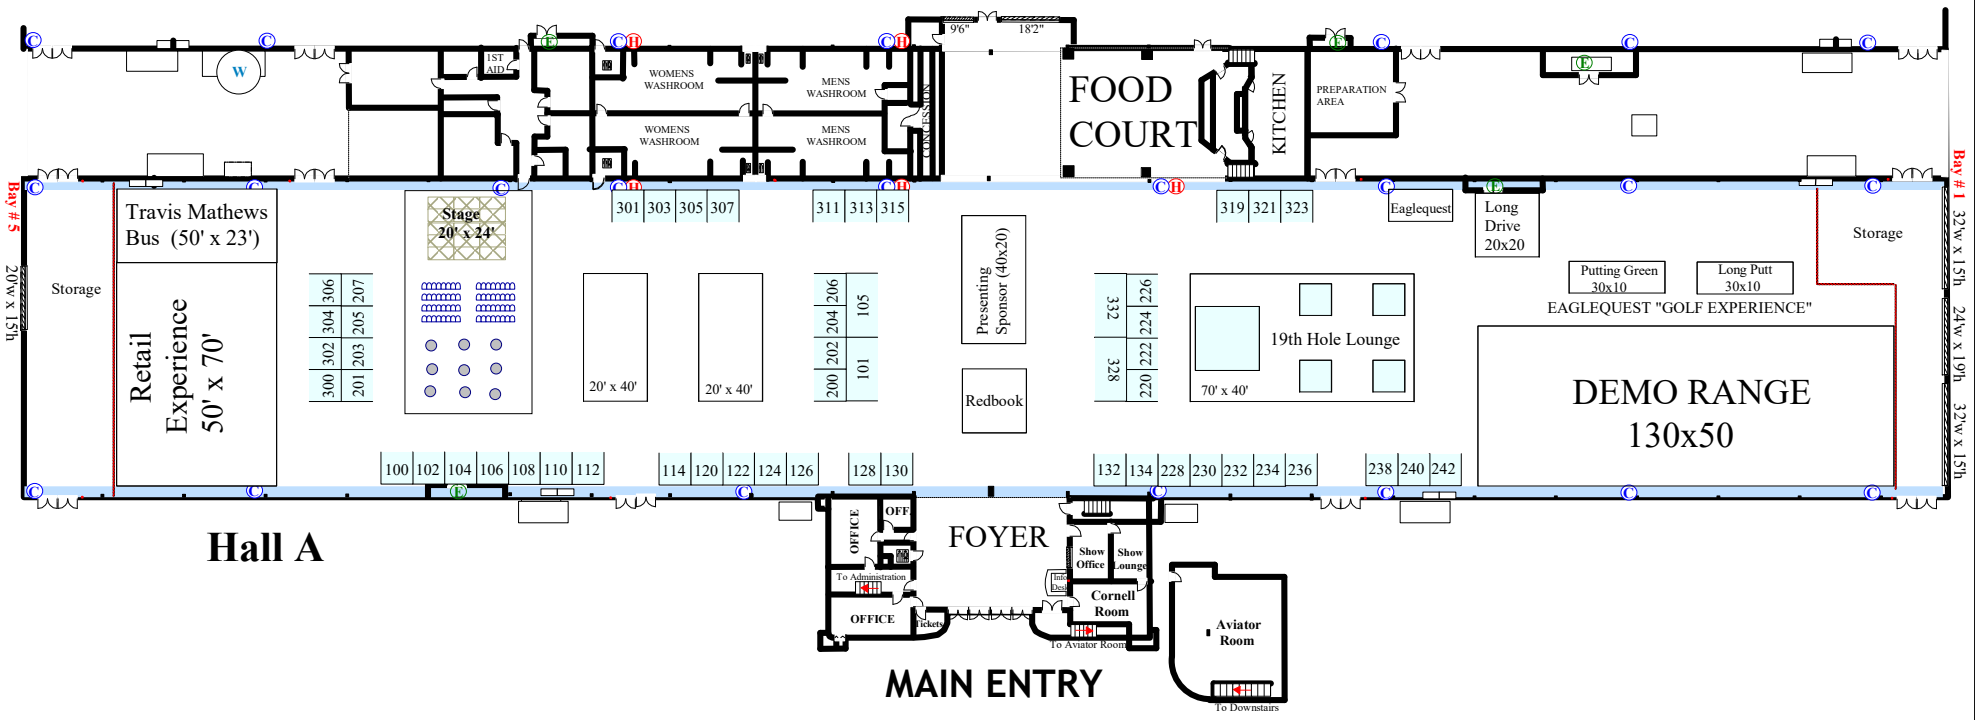 9'6"
18'2"
C
C
E
C
H
C
H
E
C
C
C
W
1ST
AID
WOMENS
WASHROOM
MENS
WASHROOM
WOMENS
WASHROOM
MENS
WASHROOM
CONCESSION
FOOD
COURT
KITCHEN
PREPARATION
AREA
E
Bay # 5
20'w x 15'h
Bay # 1
32'w x 15'h
24'w x 19'h
32'w x 15'h
C
C
C
C
H
C
H
C
H
C
E
C
C
Travis Mathews
Bus (50' x 23')
Storage
Retail
Experience
50' x 70'
Stage
20' x 24'
301
303
305
307
311
313
315
319
321
323
Eaglequest
Long
Drive
20x20
Storage
306
304
302
300
207
205
203
201
20' x 40'
20' x 40'
206
204
202
200
105
101
Presenting
Sponsor (40x20)
Redbook
332
328
226
224
222
220
19th Hole Lounge
70' x 40'
Putting Green
30x10
Long Putt
30x10
EAGLEQUEST "GOLF EXPERIENCE"
DEMO RANGE
130x50
100
102
104
106
108
110
112
114
120
122
124
126
128
130
132
134
228
230
232
234
236
238
240
242
C
C
E
C
C
C
C
C
Hall A
OFFICE
OFF
FOYER
Show
Office
Show
Lounge
To Administration
Info
Desk
Cornell
Room
OFFICE
Tickets
To Aviator Room
Aviator
Room
To Downstairs
MAIN ENTRY